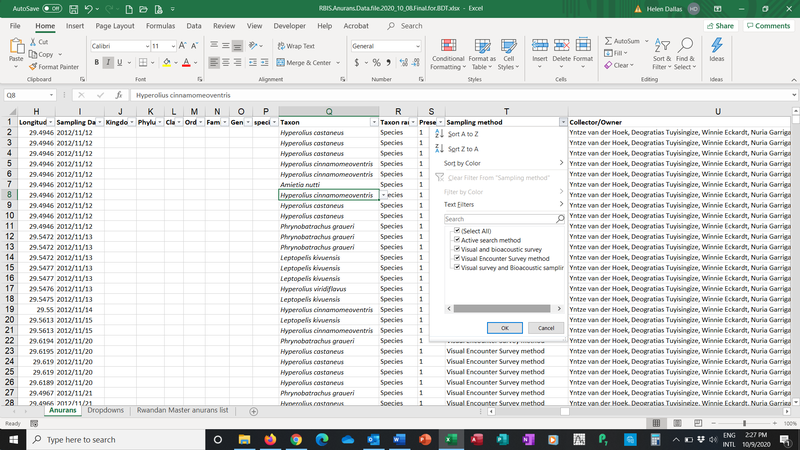 AutoSave Off RBIS.Anurans.Data.file.2020_10_08.Final.for.BDT.xlsx - Excel Helen Dallas
File Home Insert Page Layout Formulas Data Review View Developer Help Acrobat Search Share Comments
Cut
Copy
Format Painter
Paste
Calibri 11
B I U
Wrap Text
Merge & Center
General
Conditional Formatting
Format as Table
Cell Styles
Insert Delete Format
AutoSum
Fill
Clear
Sort & Filter
Find & Select
Ideas
Clipboard Font Alignment Number Styles Cells Editing Ideas
Q8 fx Hyperolius cinnamomeoventris
H I J K L M N O P Q R S T U
1 Longitud Sampling Da Kingdo Phylu Cla Ord Fam Gen speci Taxon Taxon ra Prese Sampling method Collector/Owner
2 29.4946 2012/11/12 Hyperolius castaneus Species 1 Yntze van der Hoek, Deogratias Tuyisingize, Winnie Eckardt, Nuria Garriga
3 29.4946 2012/11/12 Hyperolius castaneus Species 1 Yntze van der Hoek, Deogratias Tuyisingize, Winnie Eckardt, Nuria Garriga
4 29.4946 2012/11/12 Hyperolius castaneus Species 1 Yntze van der Hoek, Deogratias Tuyisingize, Winnie Eckardt, Nuria Garriga
5 29.4946 2012/11/12 Hyperolius cinnamomeoventris Species 1 Yntze van der Hoek, Deogratias Tuyisingize, Winnie Eckardt, Nuria Garriga
6 29.4946 2012/11/12 Hyperolius cinnamomeoventris Species 1 Yntze van der Hoek, Deogratias Tuyisingize, Winnie Eckardt, Nuria Garriga
7 29.4946 2012/11/12 Amietia nutti Species 1 Yntze van der Hoek, Deogratias Tuyisingize, Winnie Eckardt, Nuria Garriga
8 29.4946 2012/11/12 Hyperolius cinnamomeoventris Species 1 Yntze van der Hoek, Deogratias Tuyisingize, Winnie Eckardt, Nuria Garriga
9 29.4946 2012/11/12 Hyperolius castaneus Species 1 Yntze van der Hoek, Deogratias Tuyisingize, Winnie Eckardt, Nuria Garriga
10 29.4946 2012/11/12 Hyperolius castaneus Species 1 Yntze van der Hoek, Deogratias Tuyisingize, Winnie Eckardt, Nuria Garriga
11 29.4946 2012/11/12 Phrynobatrachus graueri Species 1 Yntze van der Hoek, Deogratias Tuyisingize, Winnie Eckardt, Nuria Garriga
12 29.5472 2012/11/13 Phrynobatrachus graueri Species 1 Yntze van der Hoek, Deogratias Tuyisingize, Winnie Eckardt, Nuria Garriga
13 29.5472 2012/11/13 Phrynobatrachus graueri Species 1 Yntze van der Hoek, Deogratias Tuyisingize, Winnie Eckardt, Nuria Garriga
14 29.5477 2012/11/13 Leptopelis kivuensis Species 1 Yntze van der Hoek, Deogratias Tuyisingize, Winnie Eckardt, Nuria Garriga
15 29.5477 2012/11/13 Leptopelis kivuensis Species 1 Yntze van der Hoek, Deogratias Tuyisingize, Winnie Eckardt, Nuria Garriga
16 29.5477 2012/11/13 Leptopelis kivuensis Species 1 Yntze van der Hoek, Deogratias Tuyisingize, Winnie Eckardt, Nuria Garriga
17 29.5476 2012/11/13 Hyperolius viridiflavus Species 1 Yntze van der Hoek, Deogratias Tuyisingize, Winnie Eckardt, Nuria Garriga
18 29.5475 2012/11/13 Leptopelis kivuensis Species 1 Yntze van der Hoek, Deogratias Tuyisingize, Winnie Eckardt, Nuria Garriga
19 29.55 2012/11/14 Hyperolius cinnamomeoventris Species 1 Yntze van der Hoek, Deogratias Tuyisingize, Winnie Eckardt, Nuria Garriga
20 29.5613 2012/11/15 Leptopelis kivuensis Species 1 Yntze van der Hoek, Deogratias Tuyisingize, Winnie Eckardt, Nuria Garriga
21 29.5613 2012/11/15 Hyperolius cinnamomeoventris Species 1 Yntze van der Hoek, Deogratias Tuyisingize, Winnie Eckardt, Nuria Garriga
22 29.6194 2012/11/20 Phrynobatrachus graueri Species 1 Yntze van der Hoek, Deogratias Tuyisingize, Winnie Eckardt, Nuria Garriga
23 29.6195 2012/11/20 Hyperolius castaneus Species 1 Visual Encounter Survey method Yntze van der Hoek, Deogratias Tuyisingize, Winnie Eckardt, Nuria Garriga
24 29.619 2012/11/20 Hyperolius castaneus Species 1 Visual Encounter Survey method Yntze van der Hoek, Deogratias Tuyisingize, Winnie Eckardt, Nuria Garriga
25 29.619 2012/11/20 Hyperolius castaneus Species 1 Visual Encounter Survey method Yntze van der Hoek, Deogratias Tuyisingize, Winnie Eckardt, Nuria Garriga
26 29.6189 2012/11/20 Hyperolius castaneus Species 1 Visual Encounter Survey method Yntze van der Hoek, Deogratias Tuyisingize, Winnie Eckardt, Nuria Garriga
27 29.4967 2012/11/21 Phrynobatrachus graueri Species 1 Visual Encounter Survey method Yntze van der Hoek, Deogratias Tuyisingize, Winnie Eckardt, Nuria Garriga
28 29.4966 2012/11/21 Hyperolius castaneus Species 1 Visual Encounter Survey method Yntze van der Hoek, Deogratias Tuyisingize, Winnie Eckardt, Nuria Garriga
Sort A to Z
Sort Z to A
Sort by Color
Clear Filter From "Sampling method"
Filter by Color
Text Filters
Search
(Select All)
Active search method
Visual and bioacoustic survey
Visual Encounter Survey method
Visual survey and Bioacoustic samplin
OK Cancel
Anurans Dropdowns Rwandan Master anurans list
Ready 100%
Type here to search
ENG
INTL
2:27 PM
10/9/2020